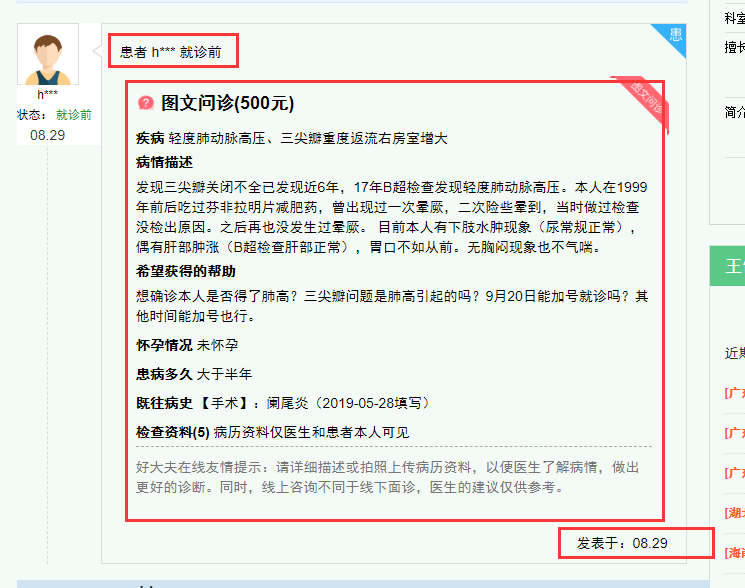 患者 h*** 就诊前
患
h***
状态: 就诊前
08.29
图文问诊(500元)
图文问诊
疾病 轻度肺动脉高压、三尖瓣重度返流右房室增大
病情描述
发现三尖瓣关闭不全已发现近6年，17年B超检查发现轻度肺动脉高压。本人在1999
年前后吃过芬非拉明片减肥药，曾出现过一次晕厥，二次险些晕到，当时做过检查
没检出原因。之后再也没发生过晕厥。 目前本人有下肢水肿现象（尿常规正常），
偶有肝部肿涨（B超检查肝部正常），胃口不如从前。无胸闷现象也不气喘。
希望获得的帮助
想确诊本人是否得了肺高？三尖瓣问题是肺高引起的吗？9月20日能加号就诊吗？其
他时间能加号也行。
怀孕情况 未怀孕
患病多久 大于半年
既往病史 【手术】：阑尾炎（2019-05-28填写）
检查资料(5) 病历资料仅医生和患者本人可见
好大夫在线友情提示：请详细描述或拍照上传病历资料，以便医生了解病情，做出
更好的诊断。同时，线上咨询不同于线下面诊，医生的建议仅供参考。
发表于：08.29
科室
擅长
简介
近期
[广东
[广东
[广东
[湖北
[海南